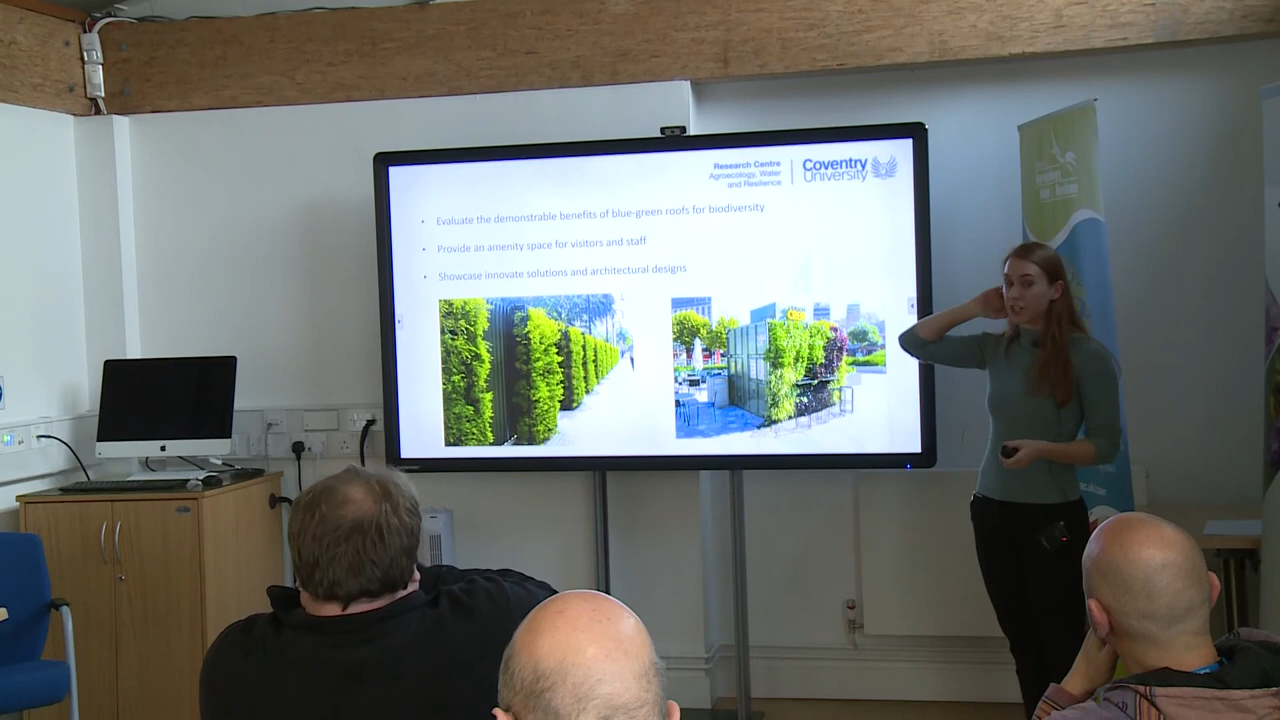 Research Centre
Agroecology, Water
and Resilience
Coventry
University
• Evaluate the demonstrable benefits of blue-green roofs for biodiversity
• Provide an amenity space for visitors and staff
• Showcase innovate solutions and architectural designs